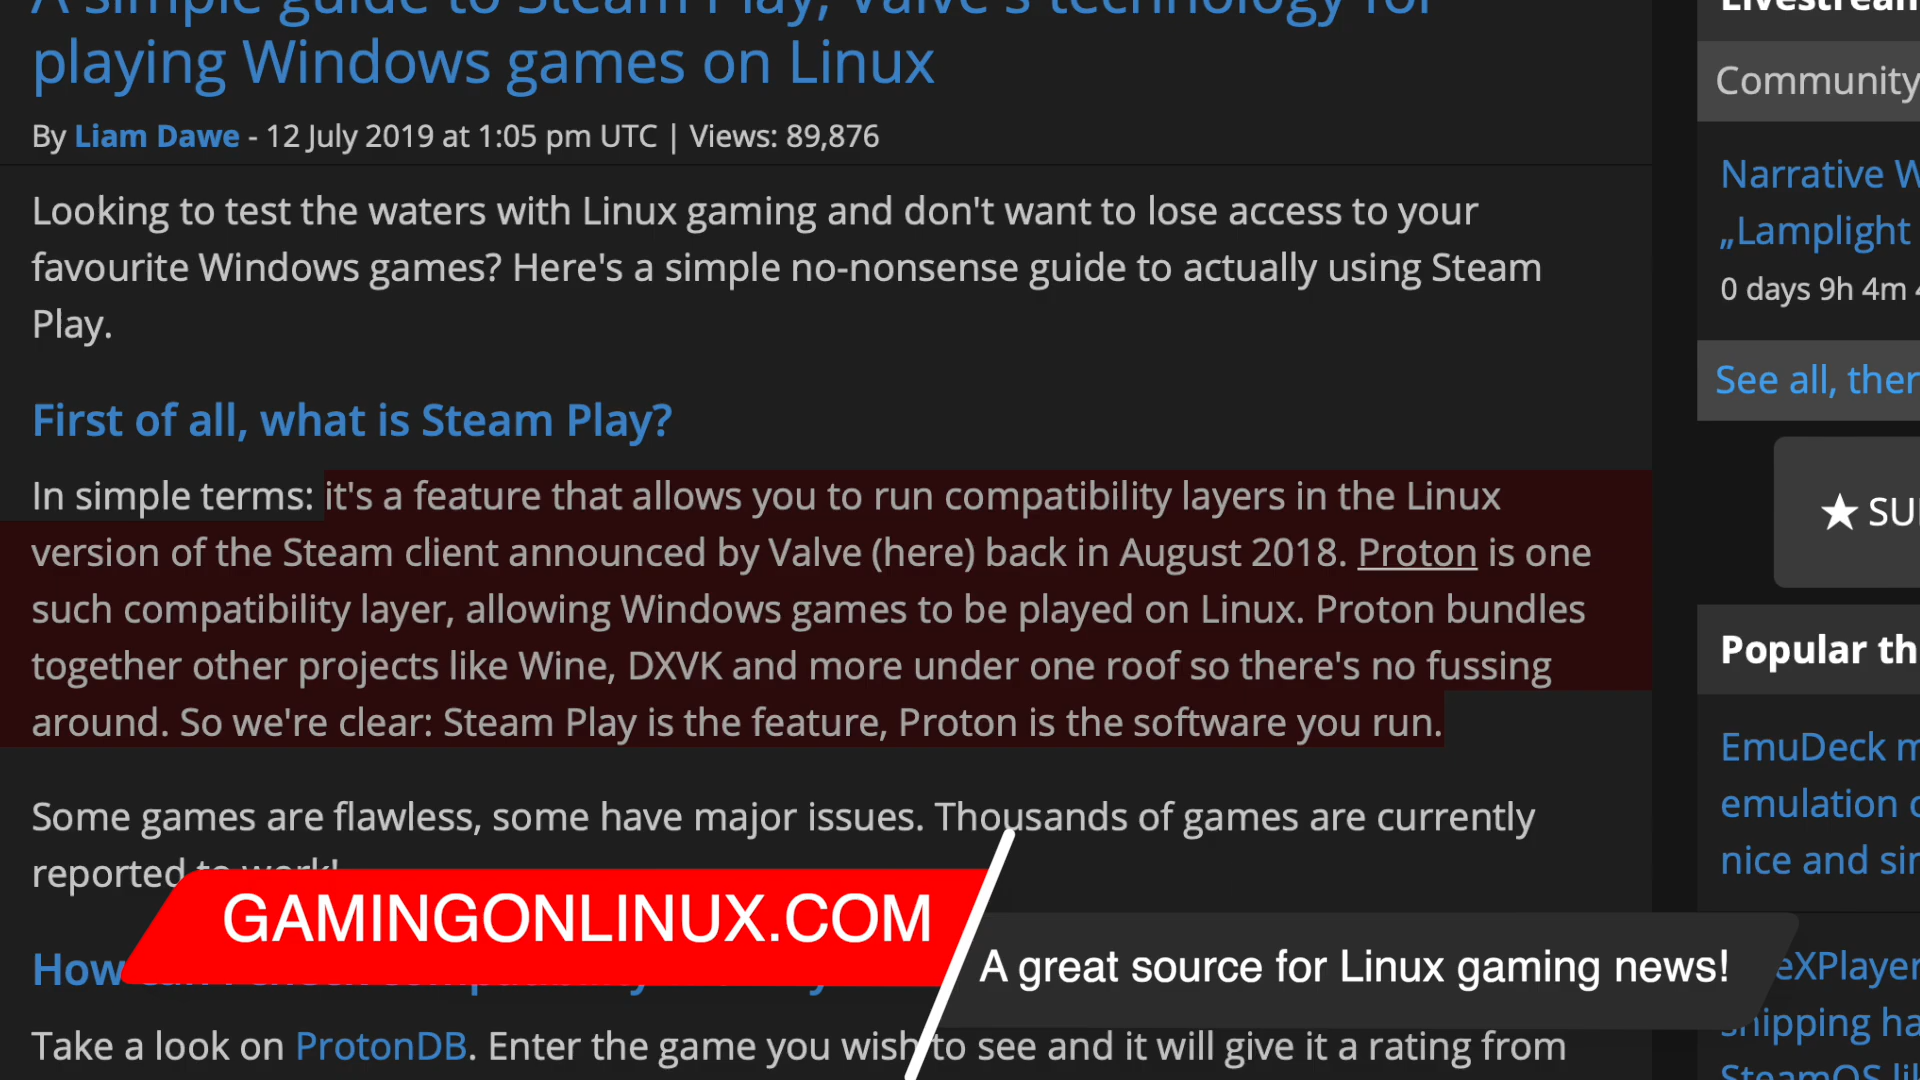 A simple guide to Steam Play, Valve's technology for
playing Windows games on Linux
By Liam Dawe - 12 July 2019 at 1:05 pm UTC | Views: 89,876
Looking to test the waters with Linux gaming and don't want to lose access to your
favourite Windows games? Here's a simple no-nonsense guide to actually using Steam
Play.
First of all, what is Steam Play?
In simple terms: it's a feature that allows you to run compatibility layers in the Linux
version of the Steam client announced by Valve (here) back in August 2018. Proton is one
such compatibility layer, allowing Windows games to be played on Linux. Proton bundles
together other projects like Wine, DXVK and more under one roof so there's no fussing
around. So we're clear: Steam Play is the feature, Proton is the software you run.
Some games are flawless, some have major issues. Thousands of games are currently
reported to work!
GAMINGONLINUX.COM
A great source for Linux gaming news!
How
Take a look on ProtonDB. Enter the game you wish to see and it will give it a rating from
Livestream
Community
Narrative W
„Lamplight
0 days 9h 4m
See all, ther
★ SU
Popular th
EmuDeck m
emulation
nice and sim
eXPlayer
shipping ha
SteamOS